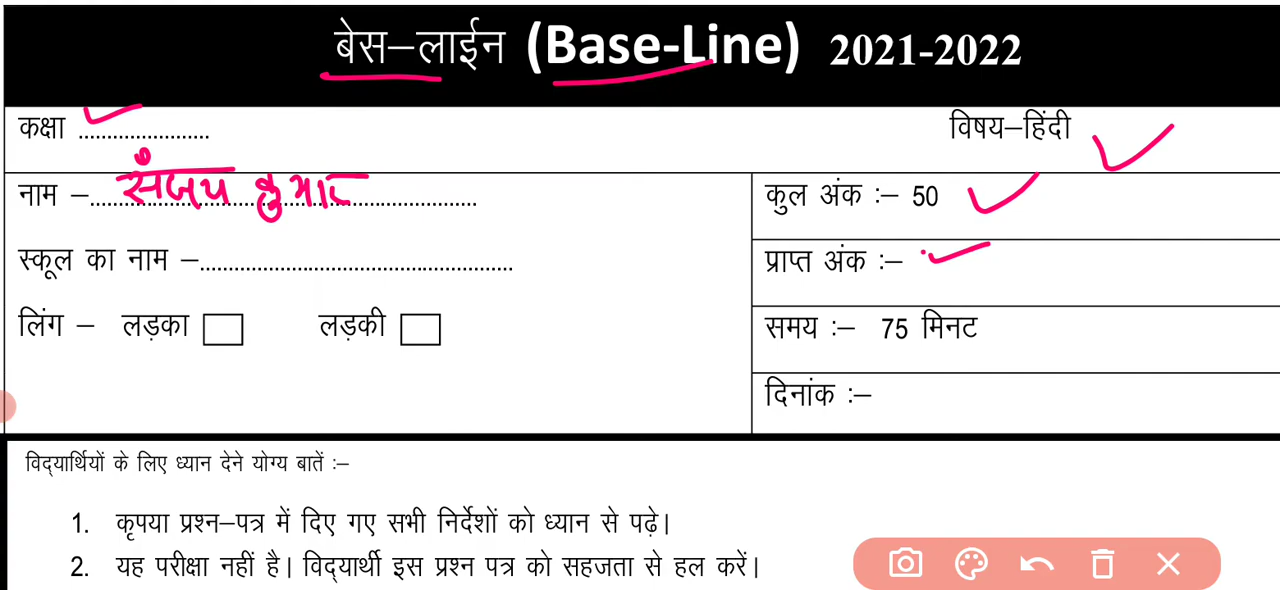 बेस–लाईन (Base-Line) 2021-2022
कक्षा .......................
विषय–हिंदी
नाम –.... संजय कुमार ....................
कुल अंक :– 50
स्कूल का नाम –.......................................................
प्राप्त अंक :–
लिंग – लड़का लड़की
समय :– 75 मिनट
दिनांक :–
विद्‌यार्थियों के लिए ध्यान देने योग्य बातें :–
1. कृपया प्रश्न–पत्र में दिए गए सभी निर्देशों को ध्यान से पढ़े।
2. यह परीक्षा नहीं है। विद्‌यार्थी इस प्रश्न पत्र को सहजता से हल करें।